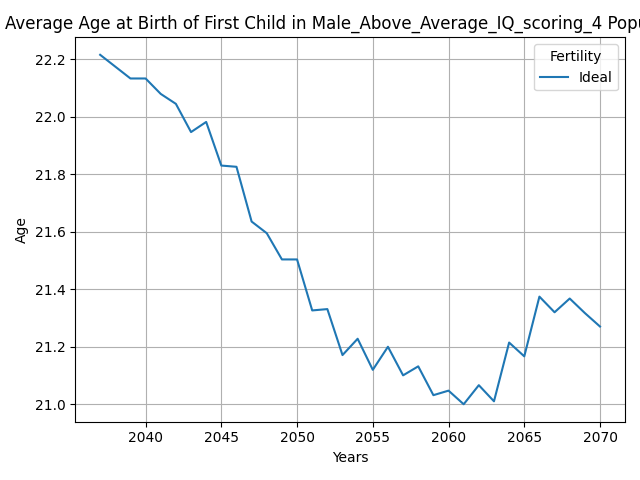 Average Age at Birth of First Child in Male_Above_Average_IQ_scoring_4
Fertility
Ideal
22.2
22.0
21.8
21.6
21.4
21.2
21.0
Age
2040 2045 2050 2055 2060 2065 2070
Years